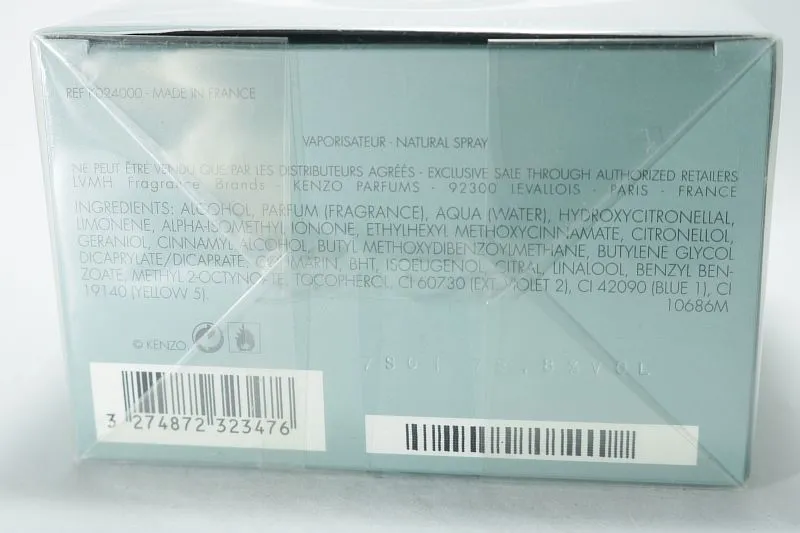 REF K024000 - MADE IN FRANCE
VAPORISATEUR - NATURAL SPRAY
NE PEUT ÊTRE VENDU QUE PAR LES DISTRIBUTEURS AGRÉÉS - EXCLUSIVE SALE THROUGH AUTHORIZED RETAILERS
LVMH Fragrance Brands - KENZO PARFUMS - 92300 LEVALLOIS - PARIS - FRANCE
INGREDIENTS: ALCOHOL, PARFUM (FRAGRANCE), AQUA (WATER), HYDROXYCITRONELLAL,
LIMONENE, ALPHA-ISOMETHYL IONONE, ETHYLHEXYL METHOXYCINNAMATE, CITRONELLOL,
GERANIOL, CINNAMYL ALCOHOL, BUTYL METHOXYDIBENZOYLMETHANE, BUTYLENE GLYCOL
DICAPRYLATE/DICAPRATE, COUMARIN, BHT, ISOEUGENOL, CITRAL, LINALOOL, BENZYL BEN-
ZOATE, METHYL 2-OCTYNOATE, TOCOPHEROL, CI 60730 (EXT. VIOLET 2), CI 42090 (BLUE 1), CI
19140 (YELLOW 5).
10686M
© KENZO
3 274872 323476